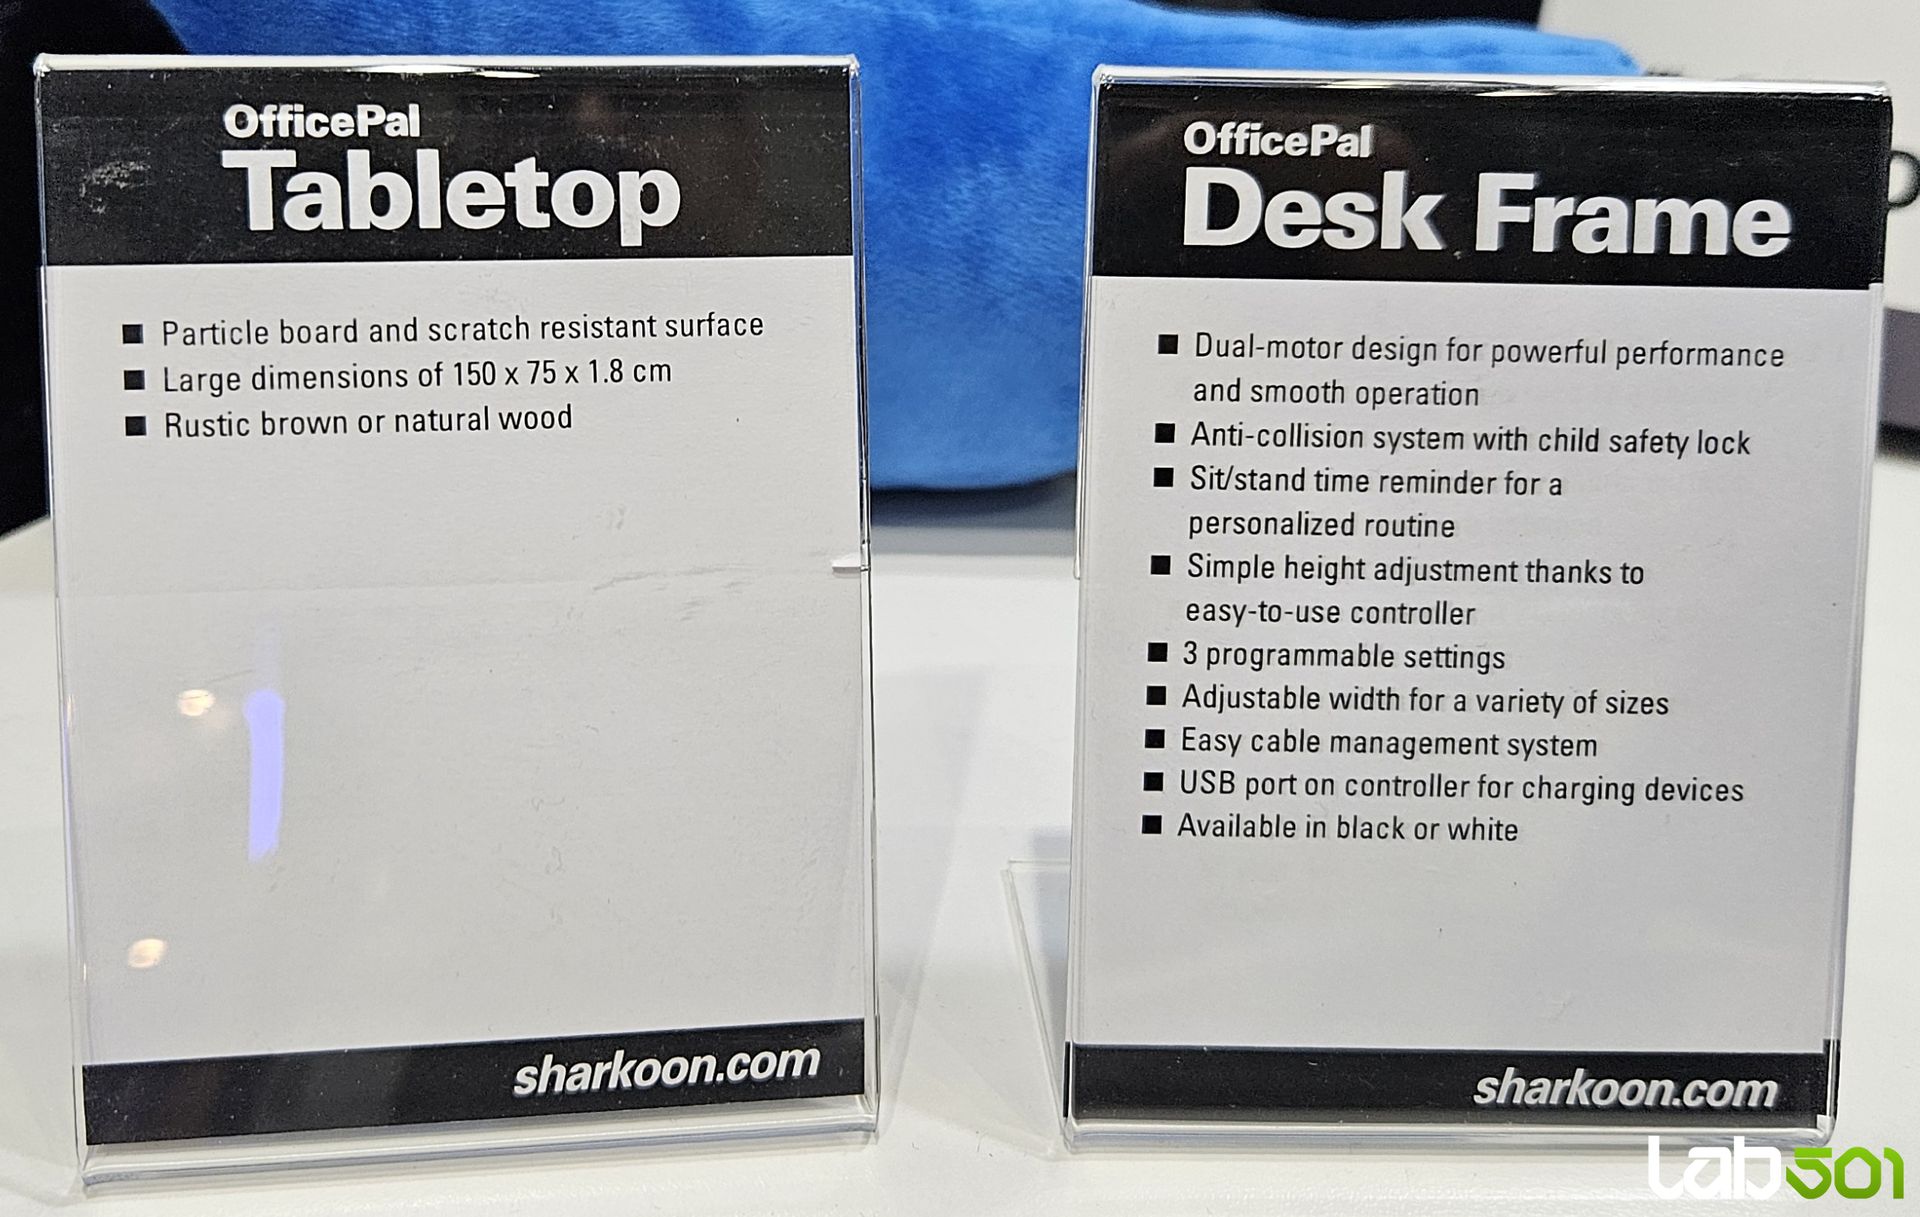 OfficePal
Tabletop
■ Particle board and scratch resistant surface
■ Large dimensions of 150 x 75 x 1.8 cm
■ Rustic brown or natural wood
sharkoon.com
OfficePal
Desk Frame
■ Dual-motor design for powerful performance
and smooth operation
■ Anti-collision system with child safety lock
■ Sit/stand time reminder for a
personalized routine
■ Simple height adjustment thanks to
easy-to-use controller
■ 3 programmable settings
■ Adjustable width for a variety of sizes
■ Easy cable management system
■ USB port on controller for charging devices
■ Available in black or white
sharkoon.com
lab501